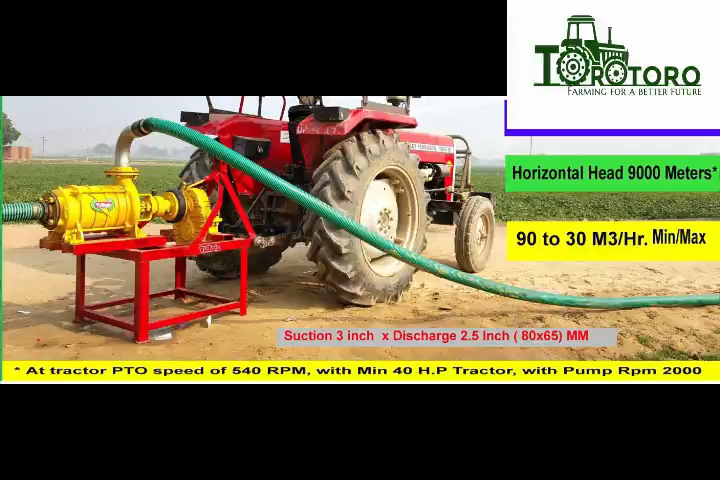 TOROTORO
FARMING FOR A BETTER FUTURE
Horizontal Head 9000 Meters*
90 to 30 M3/Hr. Min/Max
Suction 3 inch x Discharge 2.5 Inch ( 80x65) MM
* At tractor PTO speed of 540 RPM, with Min 40 H.P Tractor, with Pump Rpm 2000